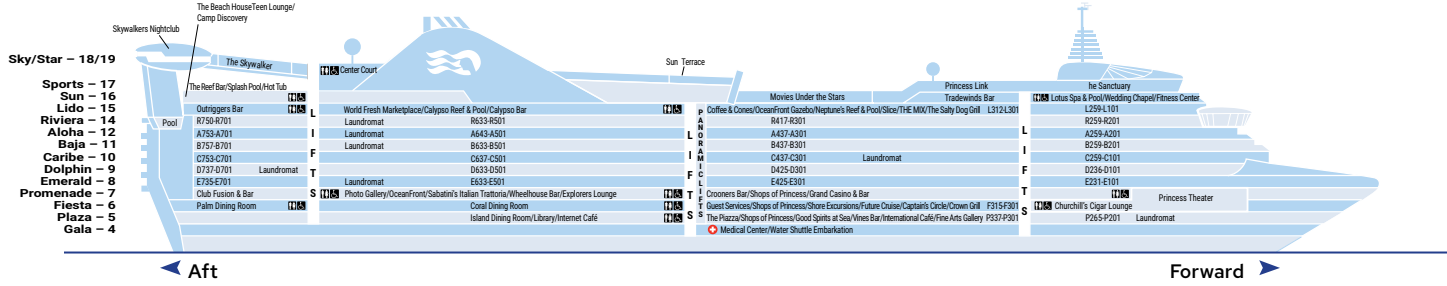 The Beach HouseTeen Lounge/
Camp Discovery
Skywalkers Nightclub
Sky/Star – 18/19
The Skywalker
Center Court
Sun Terrace
Sports – 17
The Reef Bar/Splash Pool/Hot Tub
Princess Link
he Sanctuary
Sun – 16
Movies Under the Stars
Tradewinds Bar
Lotus Spa & Pool/Wedding Chapel/Fitness Center
Lido – 15
Outriggers Bar
World Fresh Marketplace/Calypso Reef & Pool/Calypso Bar
Coffee & Cones/OceanFront Gazebo/Neptune's Reef & Pool/Slice/THE MIX/The Salty Dog Grill L312-L301
L259-L101
Riviera – 14
Pool
R750-R701
Laundromat
R633-R501
R417-R301
R259-R201
Aloha – 12
A753-A701
Laundromat
A643-A501
A437-A301
A259-A201
Baja – 11
B757-B701
Laundromat
B633-B501
B437-B301
B259-B201
Caribe – 10
C753-C701
C637-C501
C437-C301
Laundromat
C259-C101
Dolphin – 9
D737-D701
Laundromat
D633-D501
D425-D301
D236-D101
Emerald – 8
E735-E701
Laundromat
E633-E501
E425-E301
E231-E101
Promenade – 7
Club Fusion & Bar
Photo Gallery/OceanFront/Sabatini's Italian Trattoria/Wheelhouse Bar/Explorers Lounge
Crooners Bar/Shops of Princess/Grand Casino & Bar
Princess Theater
Fiesta – 6
Palm Dining Room
Coral Dining Room
Guest Services/Shops of Princess/Shore Excursions/Future Cruise/Captain's Circle/Crown Grill F315-F301
Churchill's Cigar Lounge
Plaza – 5
Island Dining Room/Library/Internet Café
The Piazza/Shops of Princess/Good Spirits at Sea/Vines Bar/International Café/Fine Arts Gallery P337-P301
P265-P201
Laundromat
Gala – 4
Medical Center/Water Shuttle Embarkation
LIFTS
LIFTS
PANORAMIC LIFTS
LIFTS
Aft
Forward